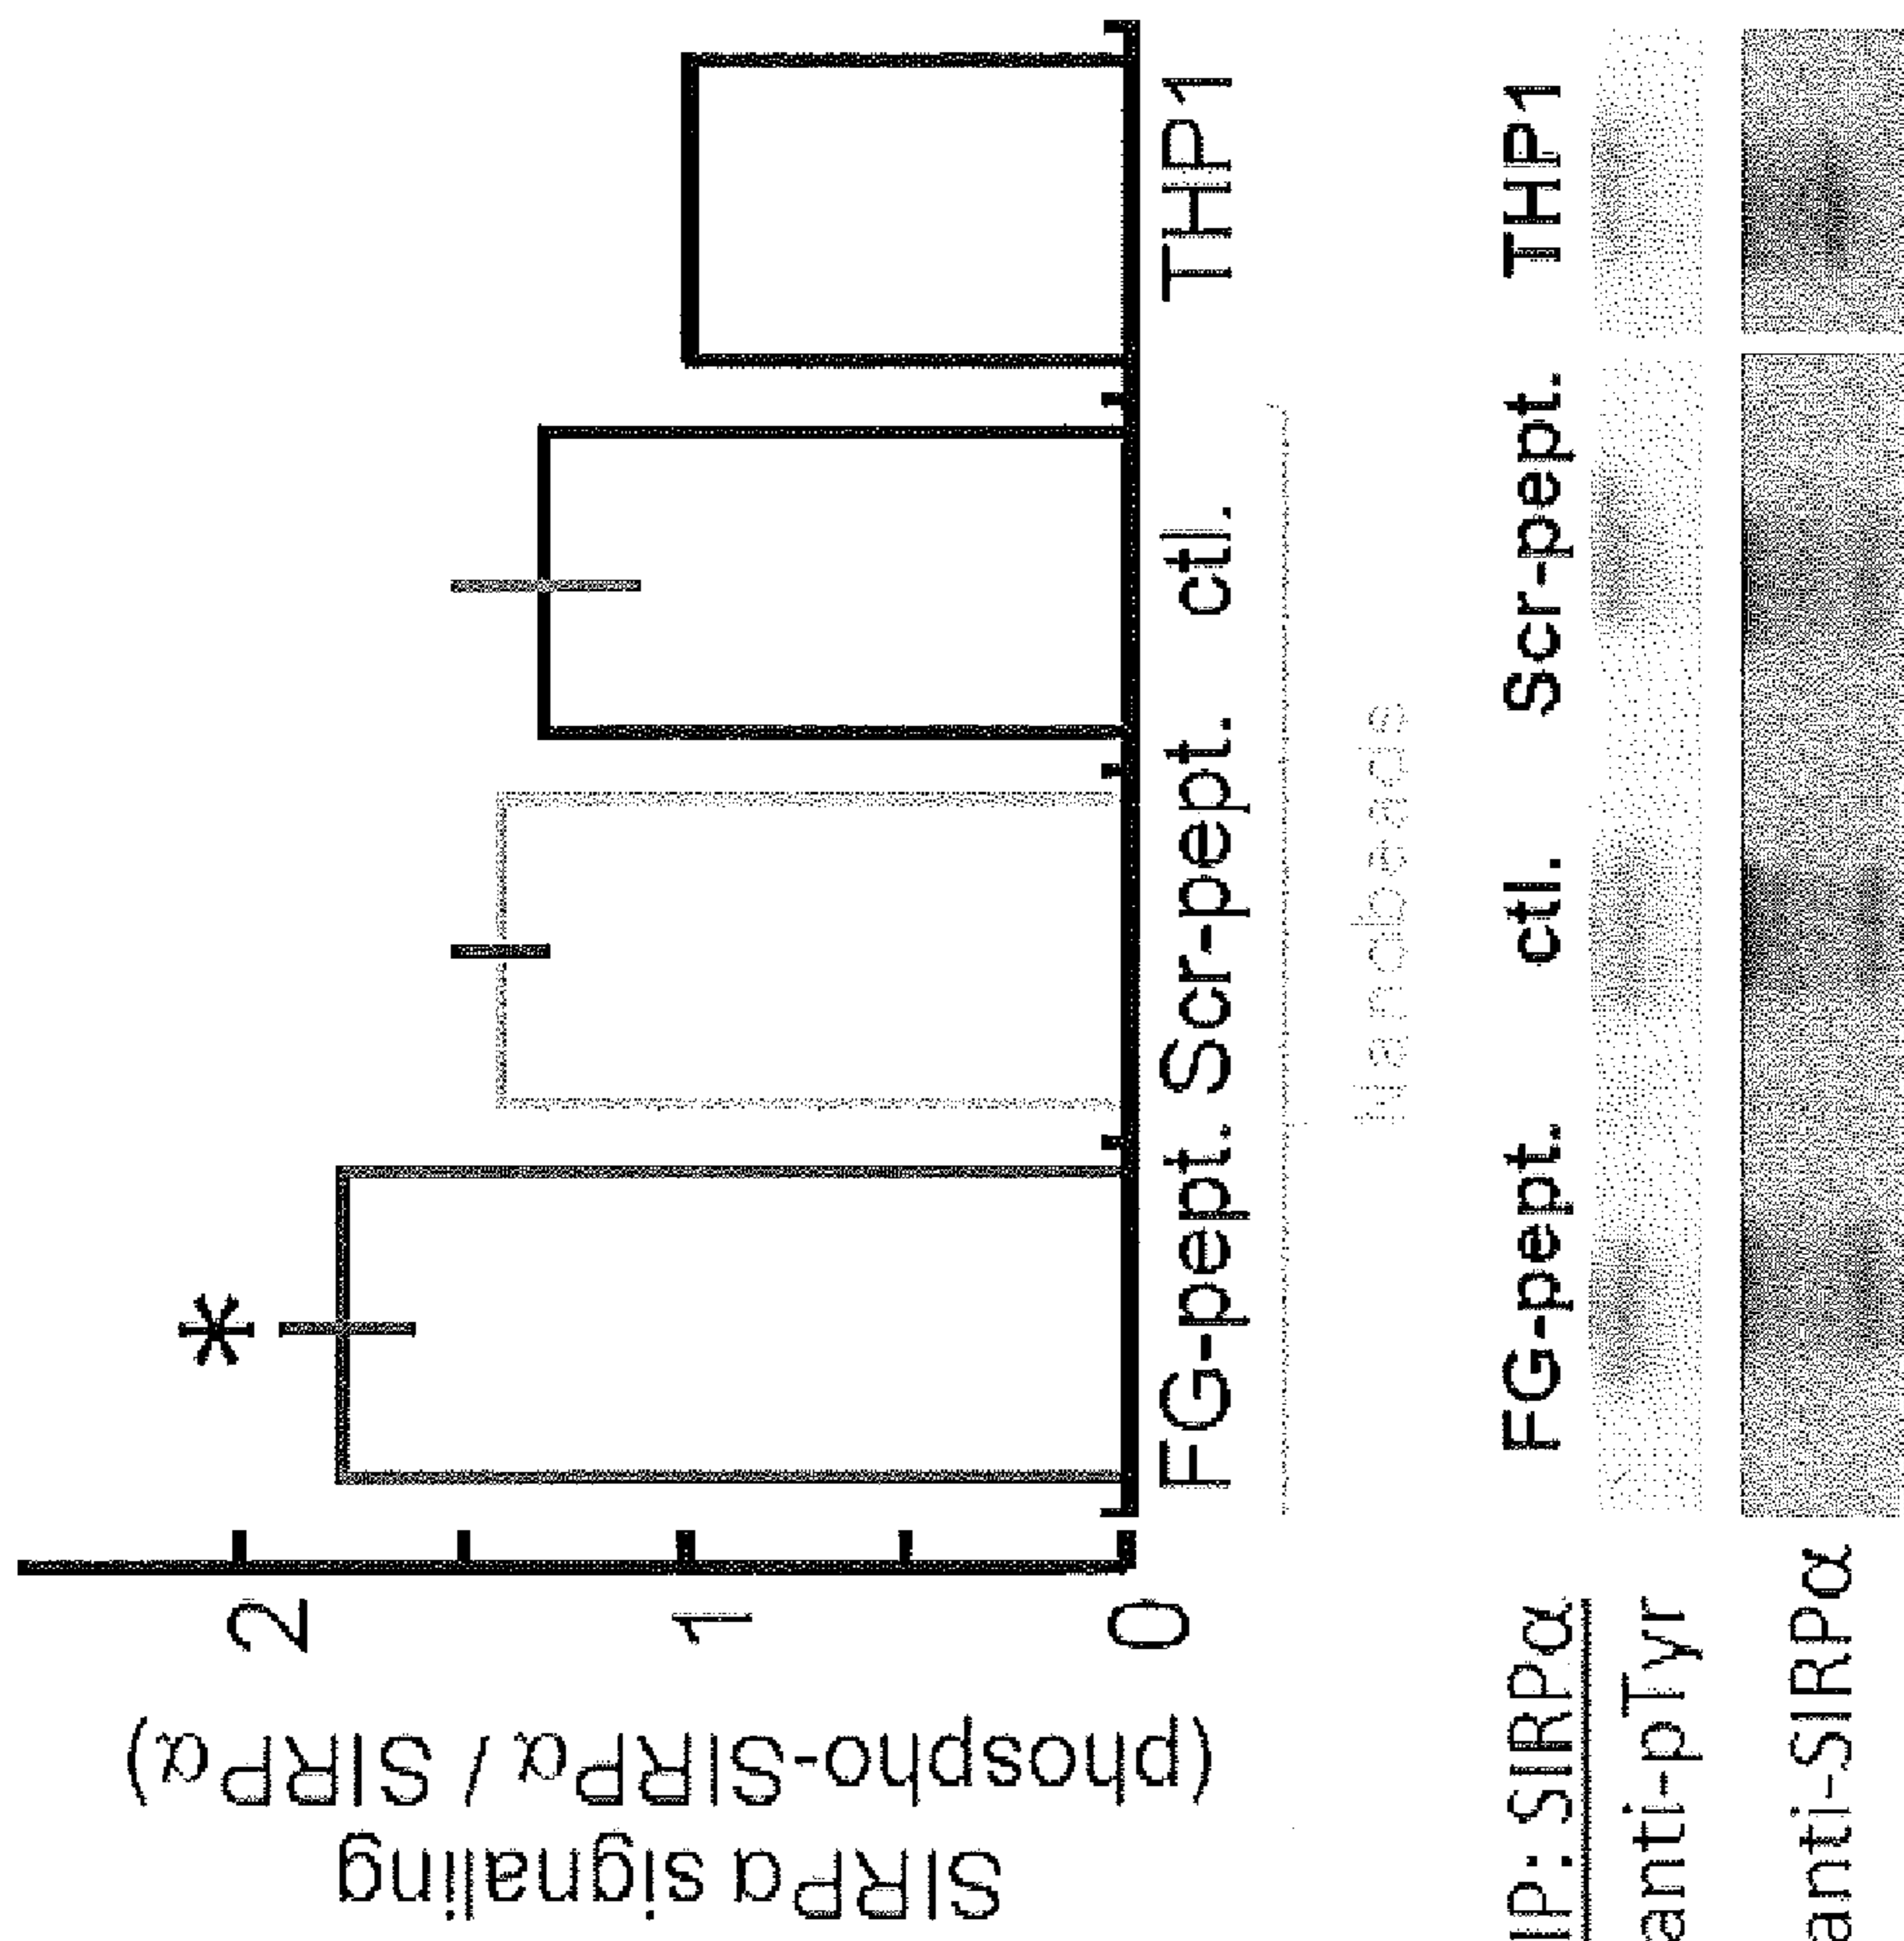 SIRPα signaling
(phospho-SIRPα / SIRPα)
2
1
0
*
FG-pept. Scr-pept. ctl. THP1
Nanobeads
IP: SIRPα FG-pept. ctl. Scr-pept. THP1
anti-pTyr
anti-SIRPα